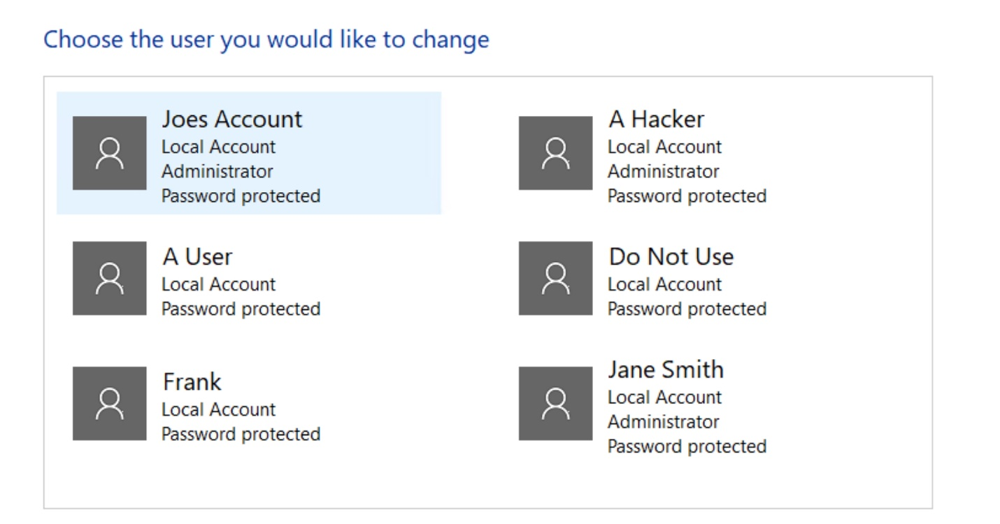 Choose the user you would like to change
Joes Account
Local Account
Administrator
Password protected
A Hacker
Local Account
Administrator
Password protected
A User
Local Account
Password protected
Do Not Use
Local Account
Password protected
Frank
Local Account
Password protected
Jane Smith
Local Account
Administrator
Password protected